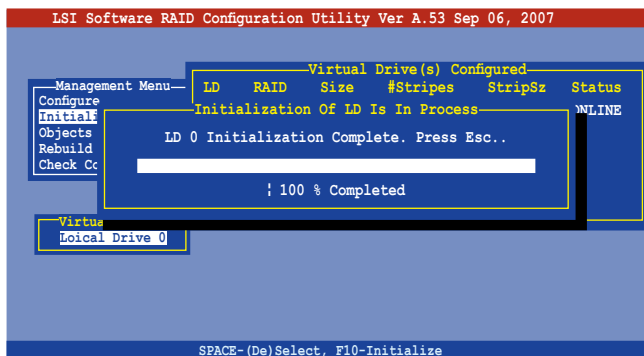 LSI Software RAID Configuration Utility Ver A.53 Sep 06, 2007
Virtual Drive(s) Configured
LD RAID Size #Stripes StripSz Status
Management Menu
Configure
Initiali
Objects
Rebuild
Check Co
Initialization Of LD Is In Process
LD 0 Initialization Complete. Press Esc..
¦ 100 % Completed
Virtua
Loical Drive 0
SPACE-(De)Select, F10-Initialize